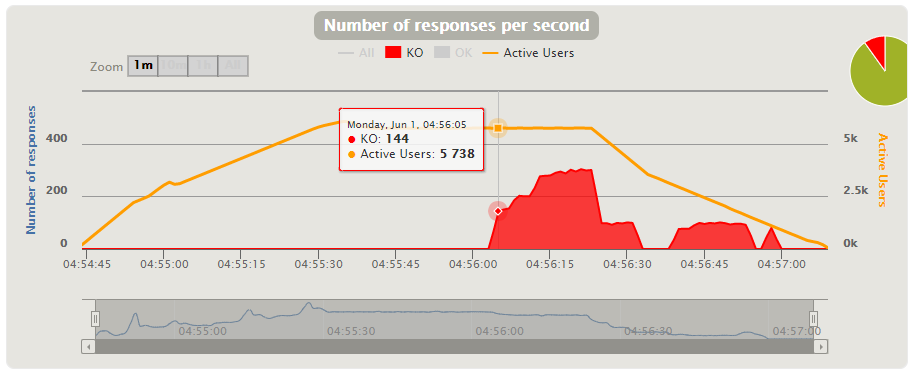 Number of responses per second
All KO OK Active Users
Zoom 1m 10m 1h All
Number of responses
400
200
0
5k
2.5k
0k
Active Users
Monday, Jun 1, 04:56:05
KO: 144
Active Users: 5 738
04:54:45 04:55:00 04:55:15 04:55:30 04:55:45 04:56:00 04:56:15 04:56:30 04:56:45 04:57:00
04:55:00 04:55:30 04:56:00 04:56:30 04:57:00